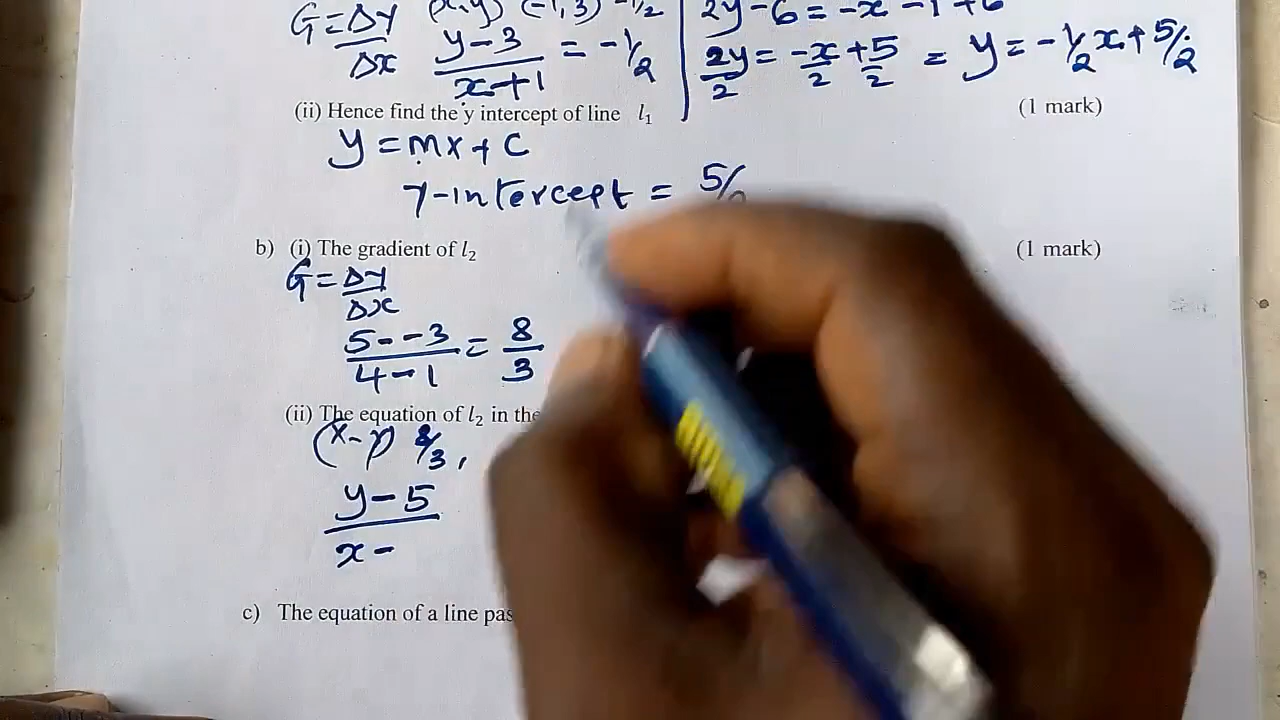 G = Δy/Δx (x,y) (-1,3) -1/2
y-3/x+1 = -1/2
2y-6 = -x-1+6
2y/2 = -x/2 + 5/2 = y = -1/2x + 5/2
(ii) Hence find the y intercept of line l₁ (1 mark)
y = mx + c
y-intercept = 5/
b) (i) The gradient of l₂ (1 mark)
G = Δy/Δx
5--3/4-1 = 8/3
(ii) The equation of l₂ in the
(x-y) 8/3,
y-5/x-
c) The equation of a line pas